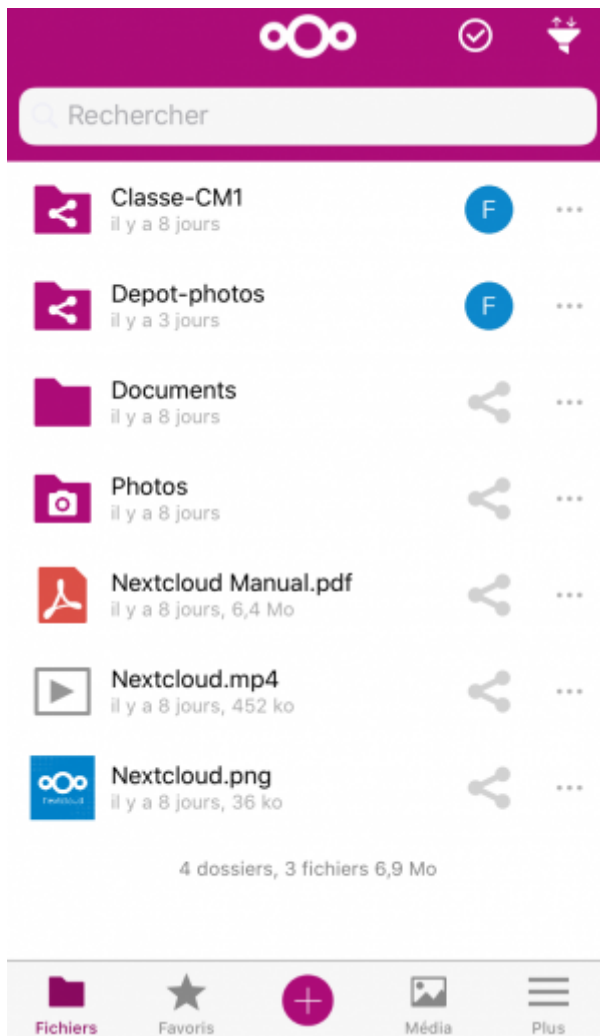 Rechercher
Classe-CM1
il y a 8 jours
F
Depot-photos
il y a 3 jours
F
Documents
il y a 8 jours
Photos
il y a 8 jours
Nextcloud Manual.pdf
il y a 8 jours, 6,4 Mo
Nextcloud.mp4
il y a 8 jours, 452 ko
Nextcloud.png
il y a 8 jours, 36 ko
4 dossiers, 3 fichiers 6,9 Mo
Fichiers Favoris Média Plus